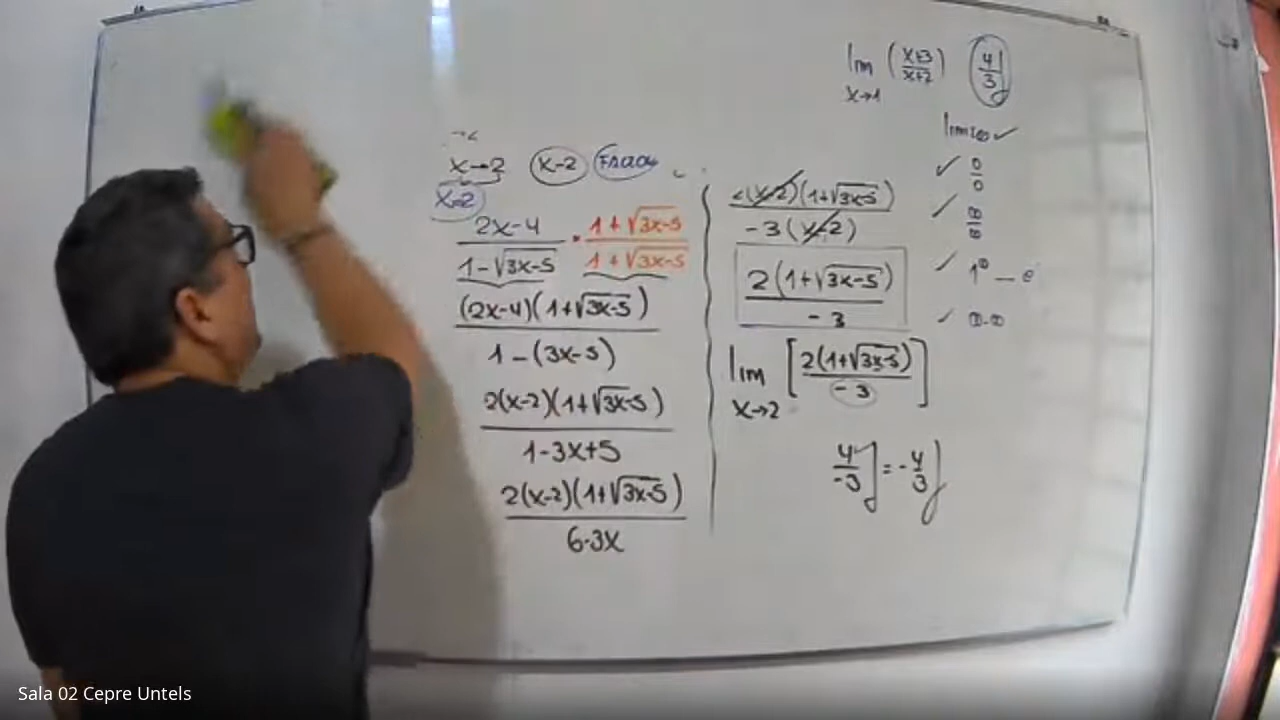 lim (x+3/x+2) 4/3
x→1
Limites ✓
✓ 0/0
✓ ∞/∞
✓ 1^∞ — e
✓ ∞-∞
x→2 x-2
x=2
2x-4/1-√3x-5 · 1+√3x-5/1+√3x-5
(2x-4)(1+√3x-5)
1-(3x-5)
2(x-2)(1+√3x-5)
1-3x+5
2(x-2)(1+√3x-5)
6-3x
2(x-2)(1+√3x-5)
-3(x-2)
2(1+√3x-5)
-3
lim [2(1+√3x-5)/-3]
x→2
4/-3 = -4/3
Sala 02 Cepre Untels